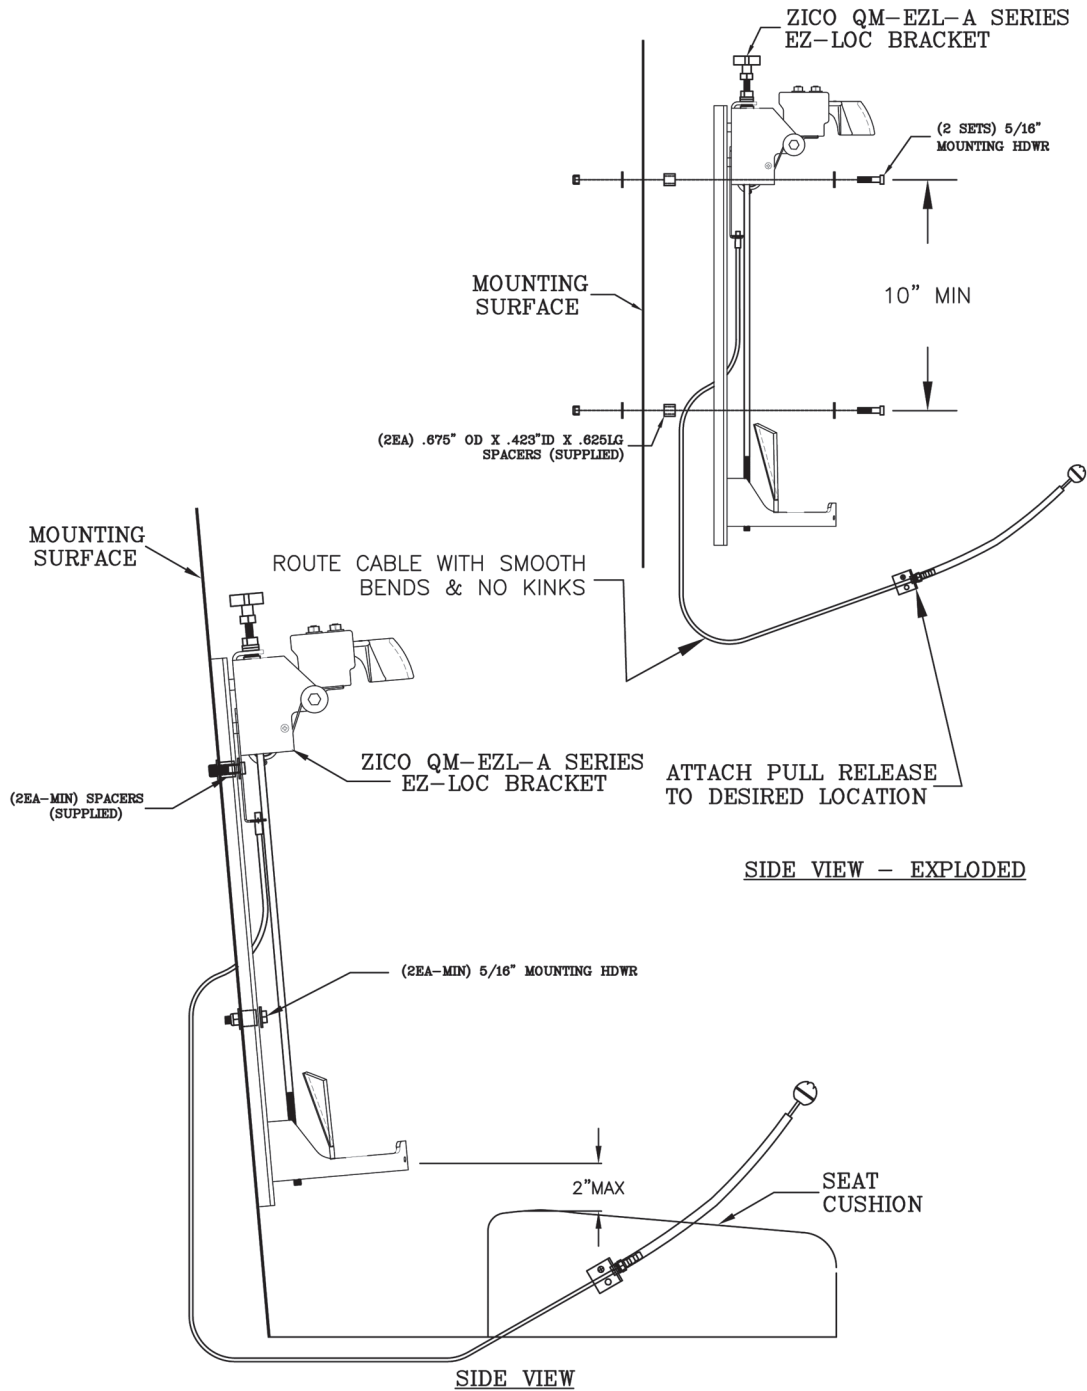 ZICO QM-EZL-A SERIES
EZ-LOC BRACKET
(2 SETS) 5/16"
MOUNTING HDWR
MOUNTING
SURFACE
10" MIN
(2EA) .675" OD X .423"ID X .625LG
SPACERS (SUPPLIED)
MOUNTING
SURFACE
ROUTE CABLE WITH SMOOTH
BENDS & NO KINKS
ZICO QM-EZL-A SERIES
EZ-LOC BRACKET
ATTACH PULL RELEASE
TO DESIRED LOCATION
(2EA-MIN) SPACERS
(SUPPLIED)
SIDE VIEW - EXPLODED
(2EA-MIN) 5/16" MOUNTING HDWR
2"MAX
SEAT
CUSHION
SIDE VIEW